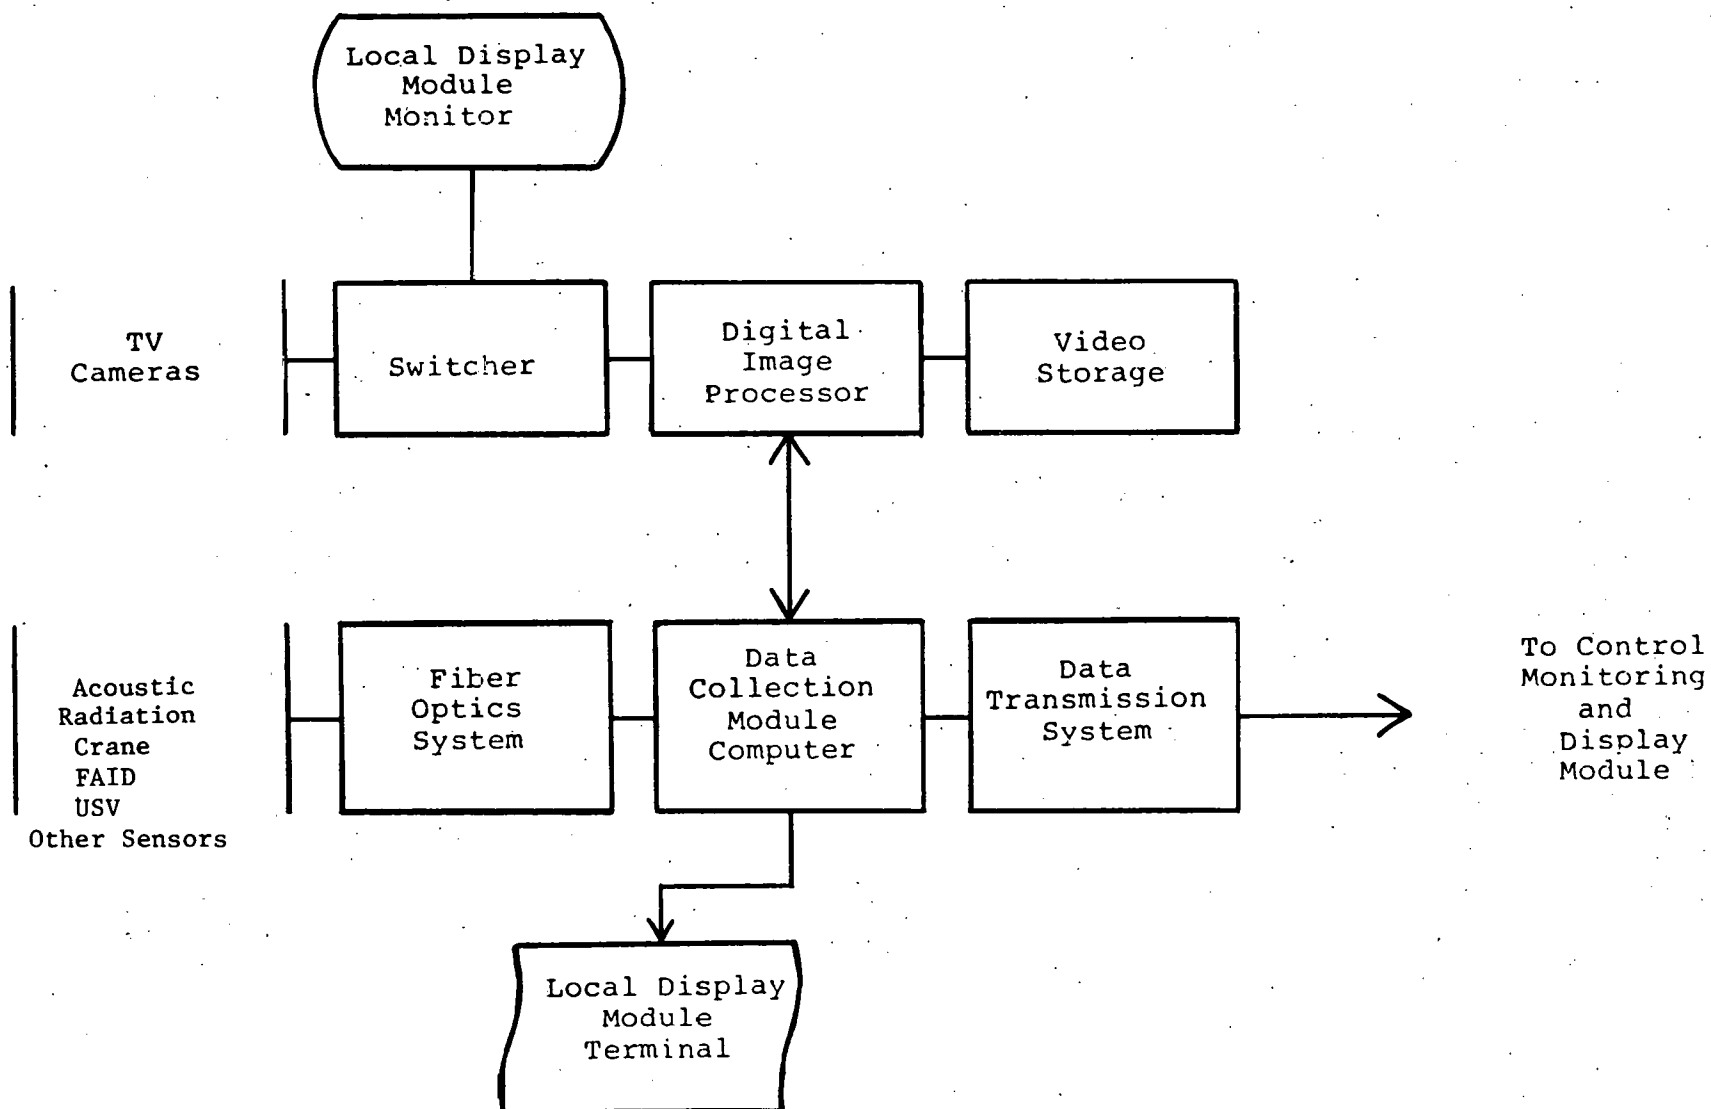 Local Display
Module
Monitor
TV
Cameras
Switcher
Digital
Image
Processor
Video
Storage
Acoustic
Radiation
Crane
FAID
USV
Other Sensors
Fiber
Optics
System
Data
Collection
Module
Computer
Data
Transmission
System
To Control
Monitoring
and
Display
Module
Local Display
Module
Terminal